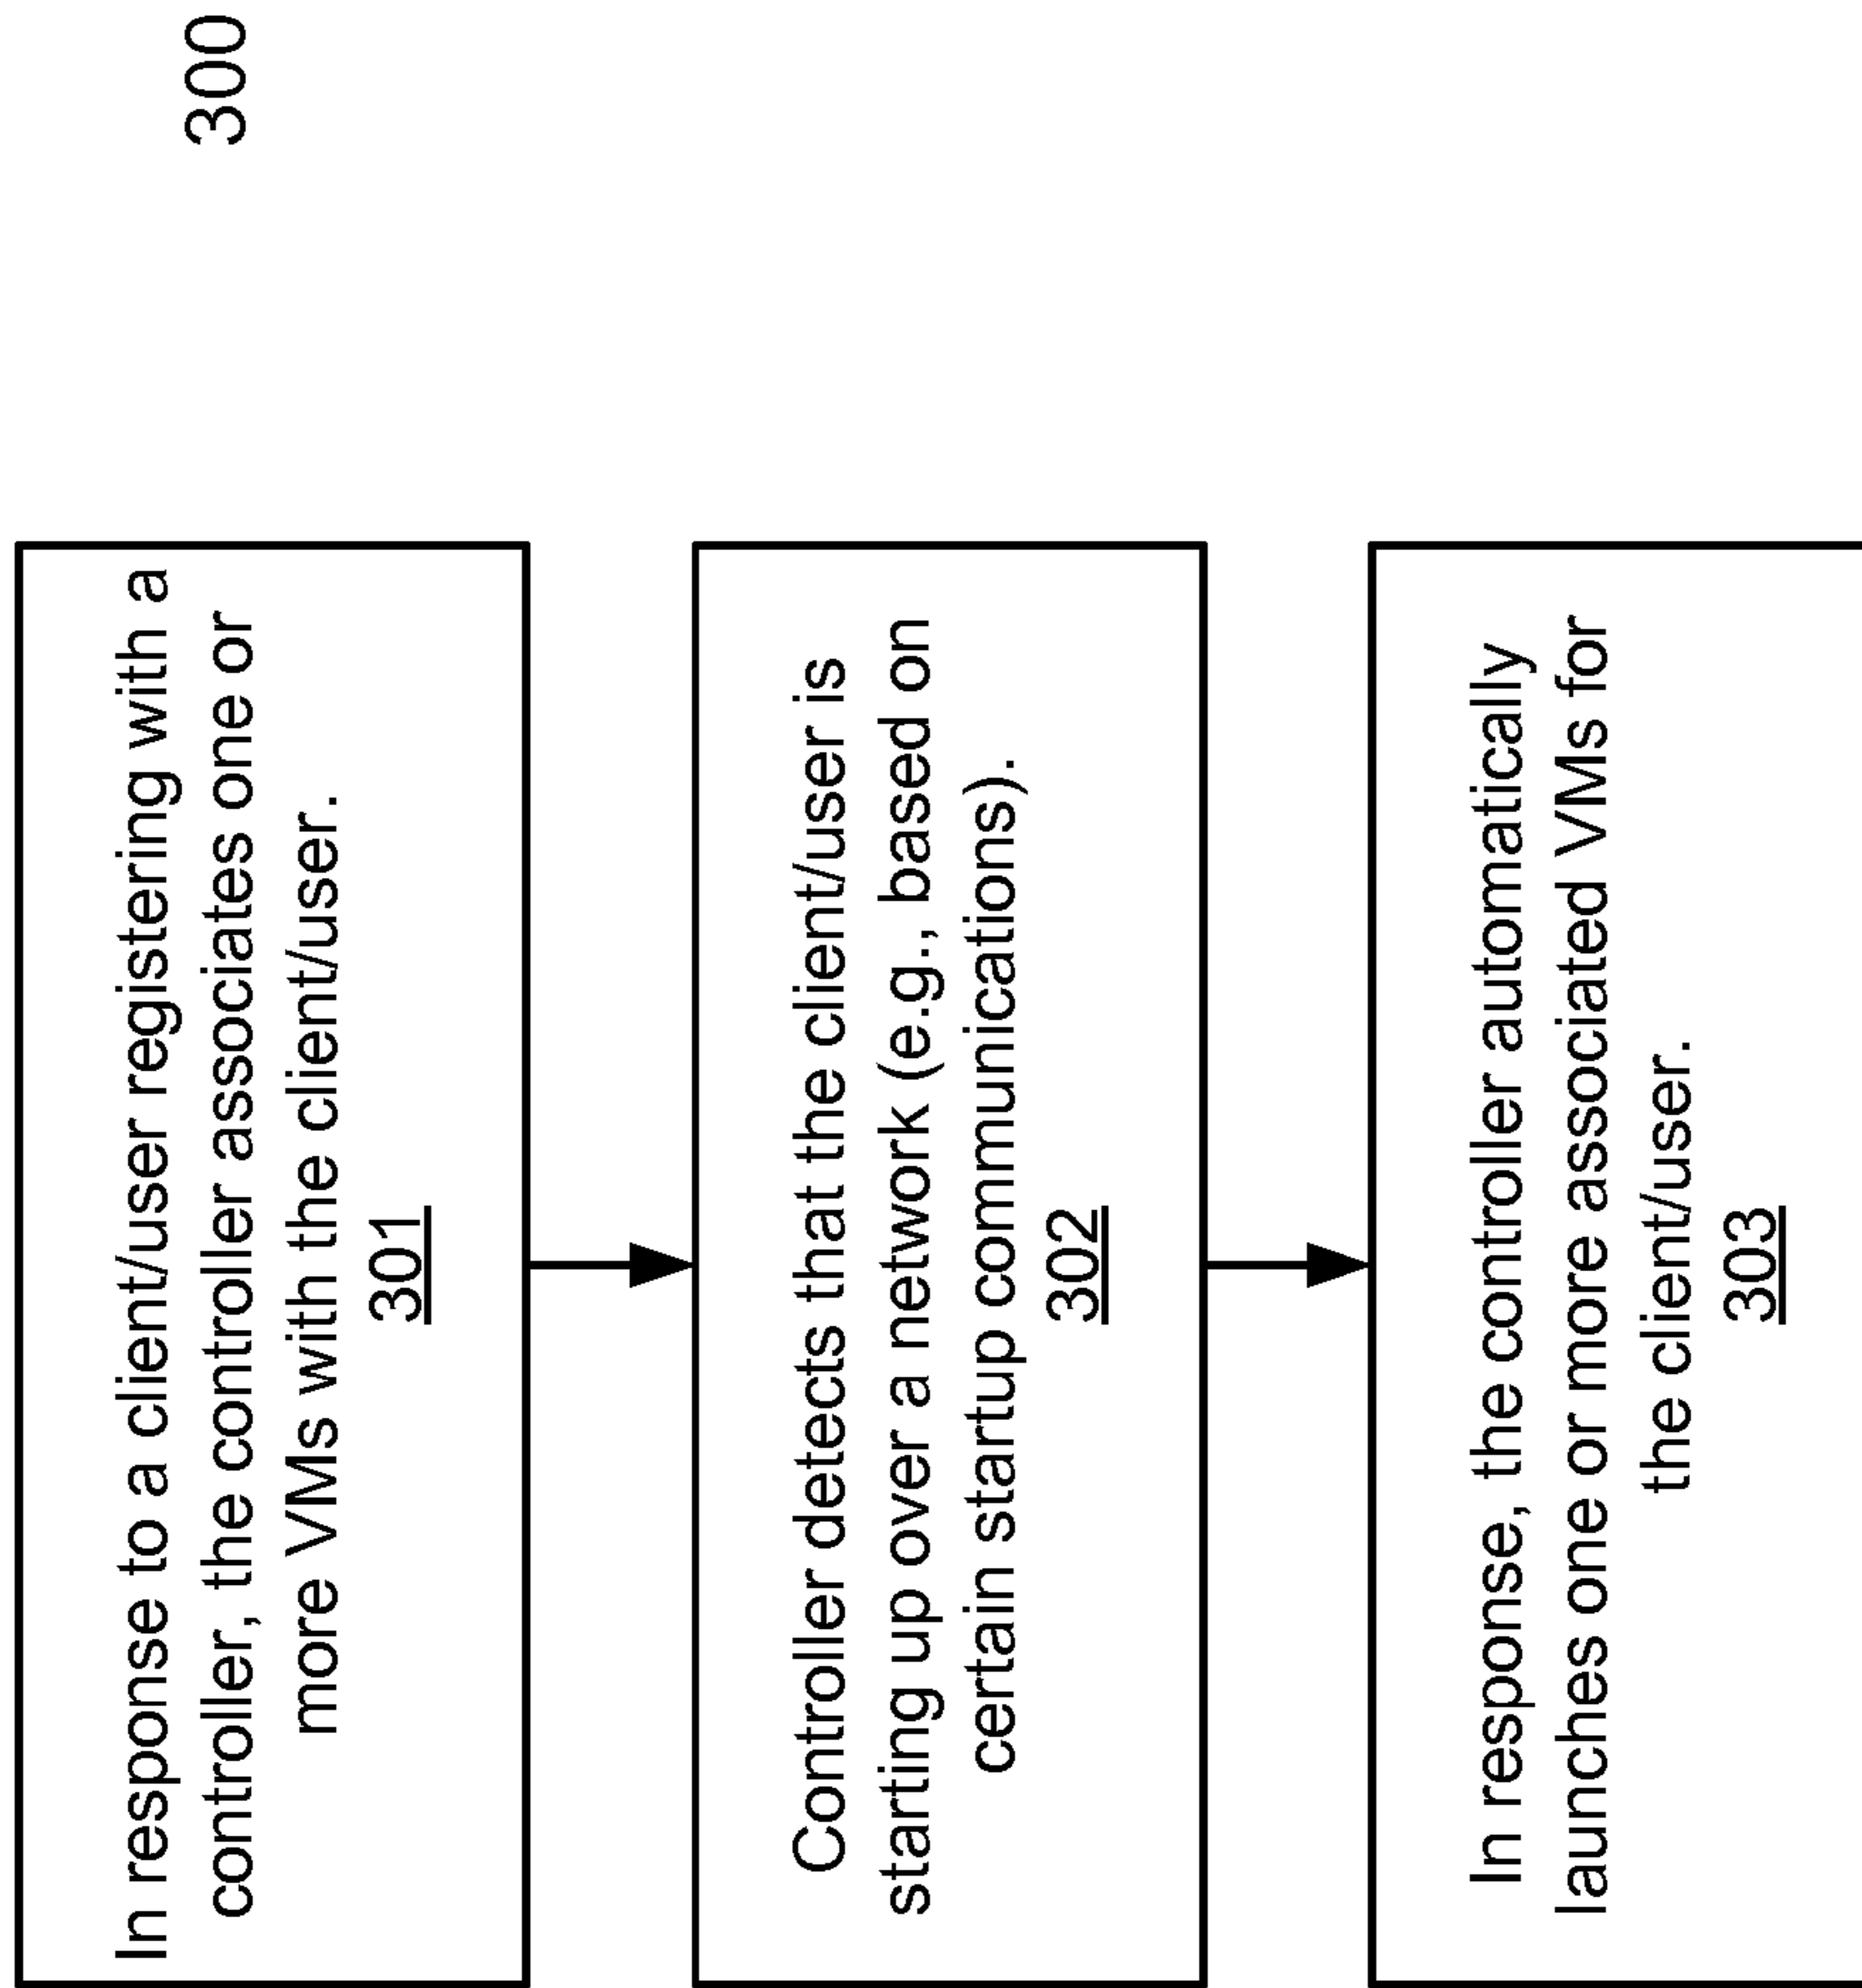 300
In response to a client/user registering with a
controller, the controller associates one or
more VMs with the client/user.
301
Controller detects that the client/user is
starting up over a network (e.g., based on
certain startup communications).
302
In response, the controller automatically
launches one or more associated VMs for
the client/user.
303